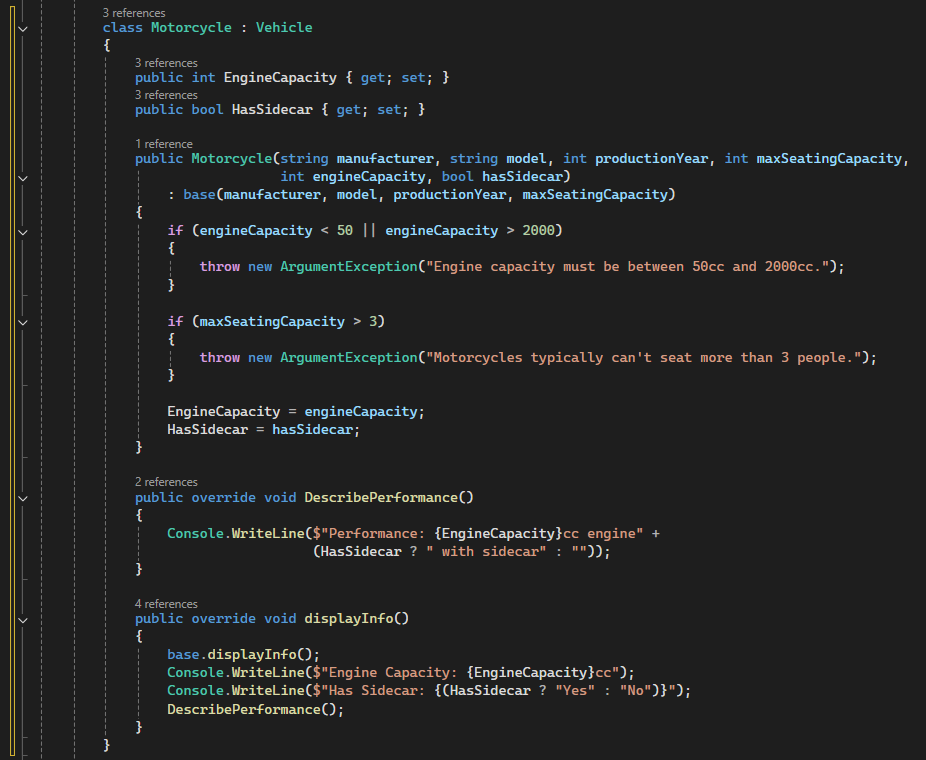 3 references
class Motorcycle : Vehicle
{
3 references
public int EngineCapacity { get; set; }
3 references
public bool HasSidecar { get; set; }
1 reference
public Motorcycle(string manufacturer, string model, int productionYear, int maxSeatingCapacity,
int engineCapacity, bool hasSidecar)
: base(manufacturer, model, productionYear, maxSeatingCapacity)
{
if (engineCapacity < 50 || engineCapacity > 2000)
{
throw new ArgumentException("Engine capacity must be between 50cc and 2000cc.");
}
if (maxSeatingCapacity > 3)
{
throw new ArgumentException("Motorcycles typically can't seat more than 3 people.");
}
EngineCapacity = engineCapacity;
HasSidecar = hasSidecar;
}
2 references
public override void DescribePerformance()
{
Console.WriteLine($"Performance: {EngineCapacity}cc engine" +
(HasSidecar ? " with sidecar" : ""));
}
4 references
public override void displayInfo()
{
base.displayInfo();
Console.WriteLine($"Engine Capacity: {EngineCapacity}cc");
Console.WriteLine($"Has Sidecar: {(HasSidecar ? "Yes" : "No")}");
DescribePerformance();
}
}